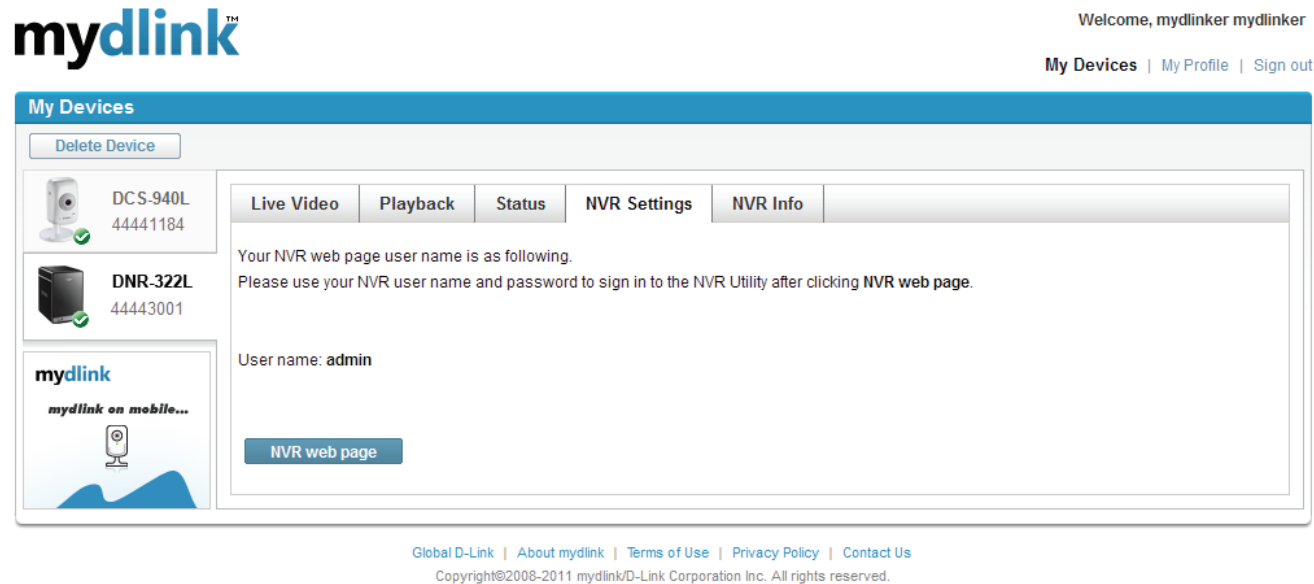 mydlink™
Welcome, mydlinker mydlinker
My Devices | My Profile | Sign out
My Devices
Delete Device
DCS-940L
44441184
DNR-322L
44443001
mydlink
mydlink on mobile...
Live Video
Playback
Status
NVR Settings
NVR Info
Your NVR web page user name is as following.
Please use your NVR user name and password to sign in to the NVR Utility after clicking NVR web page.
User name: admin
NVR web page
Global D-Link | About mydlink | Terms of Use | Privacy Policy | Contact Us
Copyright©2008-2011 mydlink/D-Link Corporation Inc. All rights reserved.